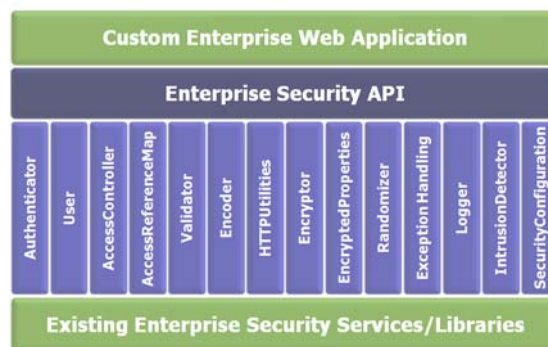 Custom Enterprise Web Application
Enterprise Security API
Authenticator
User
AccessController
AccessReferenceMap
Validator
Encoder
HTTPUtilities
Encryptor
EncryptedProperties
Randomizer
Exception Handling
Logger
IntrusionDetector
SecurityConfiguration
Existing Enterprise Security Services/Libraries